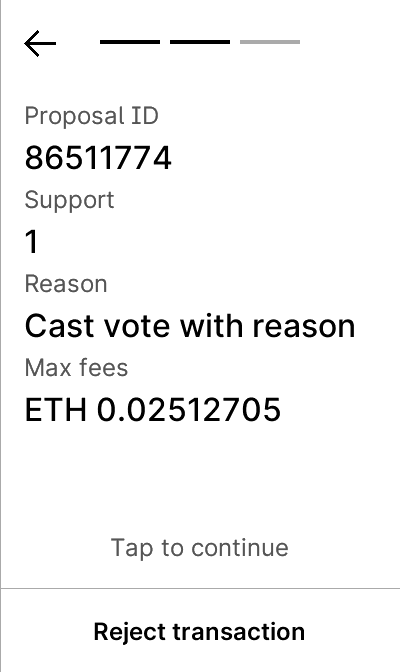 Proposal ID
86511774
Support
1
Reason
Cast vote with reason
Max fees
ETH 0.02512705
Tap to continue
Reject transaction